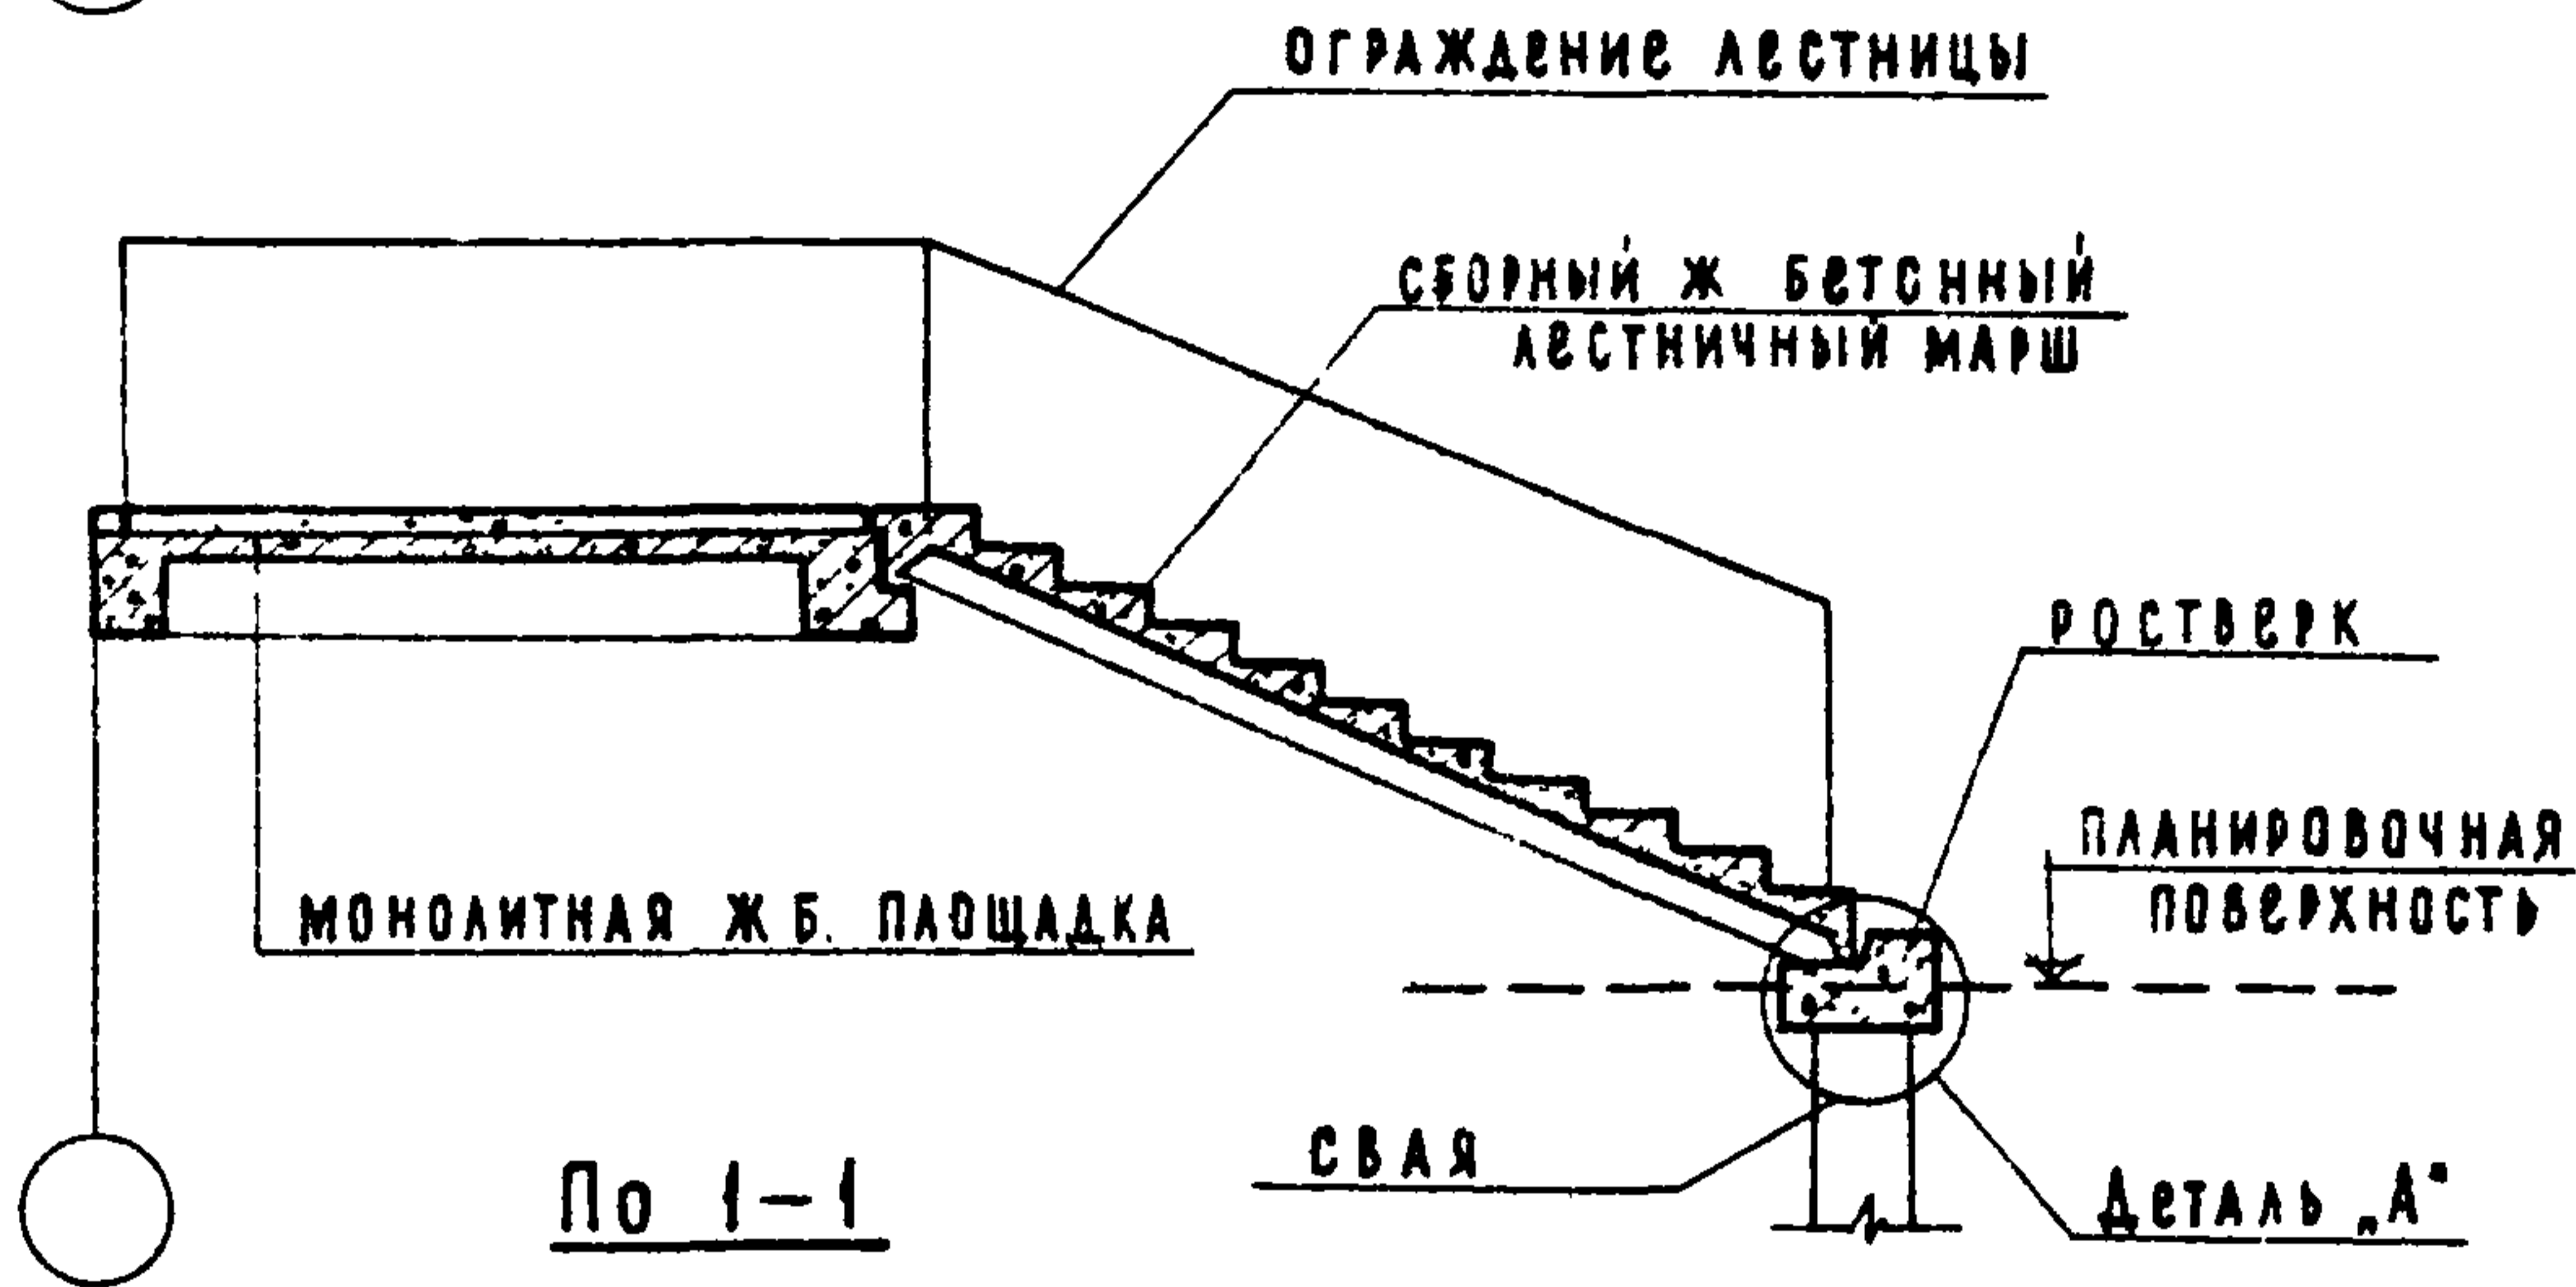 ОГРАЖДЕНИЕ ЛЕСТНИЦЫ
СБОРНЫЙ Ж БЕТОННЫЙ
ЛЕСТНИЧНЫЙ МАРШ
РОСТВЕРК
ПЛАНИРОВОЧНАЯ
ПОВЕРХНОСТЬ
МОНОЛИТНАЯ Ж Б. ПЛОЩАДКА
СВАЯ
ДЕТАЛЬ „А"
По 1-1